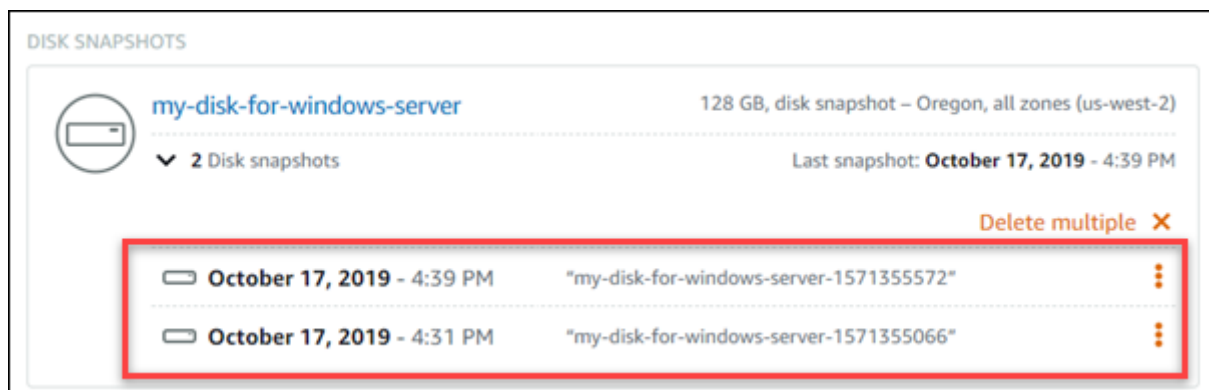 DISK SNAPSHOTS
my-disk-for-windows-server 128 GB, disk snapshot – Oregon, all zones (us-west-2)
2 Disk snapshots Last snapshot: October 17, 2019 - 4:39 PM
Delete multiple ✕
October 17, 2019 - 4:39 PM “my-disk-for-windows-server-1571355572”
October 17, 2019 - 4:31 PM “my-disk-for-windows-server-1571355066”